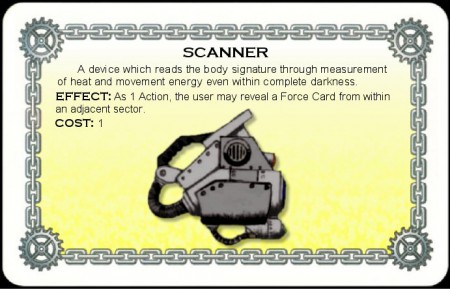 SCANNER
A device which reads the body signature through measurement
of heat and movement energy even within complete darkness.
EFFECT: As 1 Action, the user may reveal a Force Card from within
an adjacent sector.
COST: 1